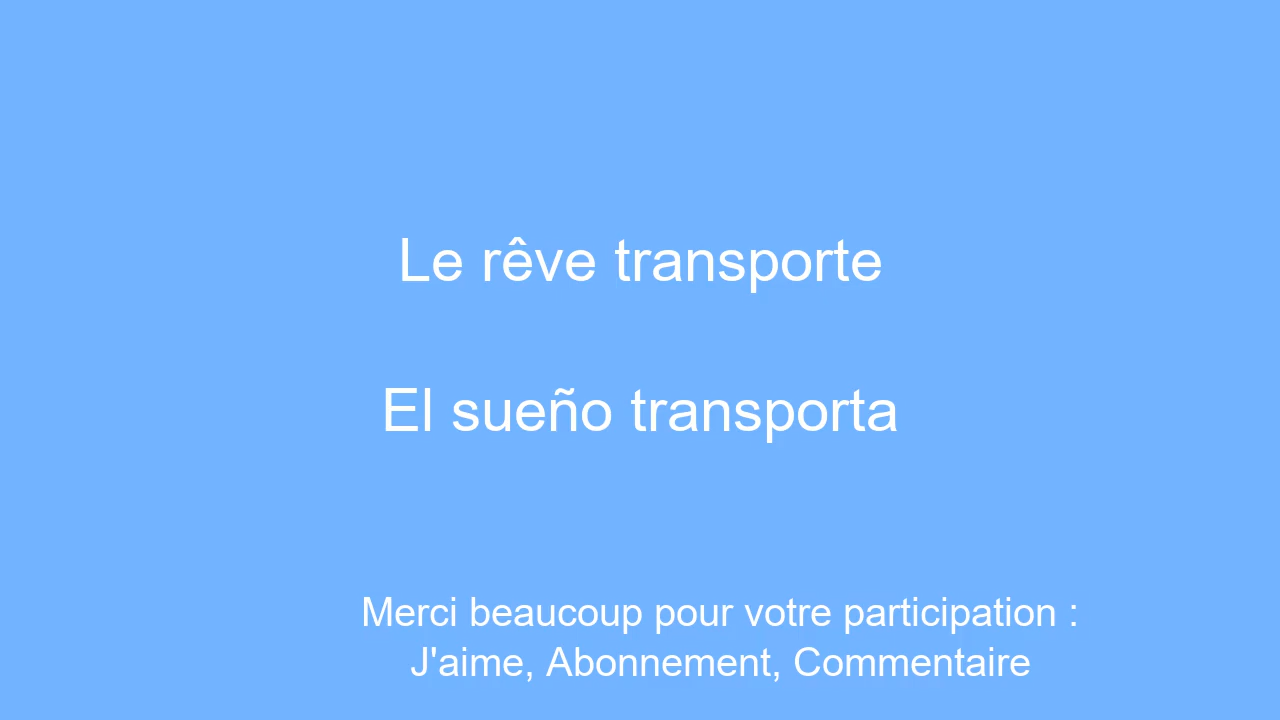 Le rêve transporte
El sueño transporta
Merci beaucoup pour votre participation :
J'aime, Abonnement, Commentaire